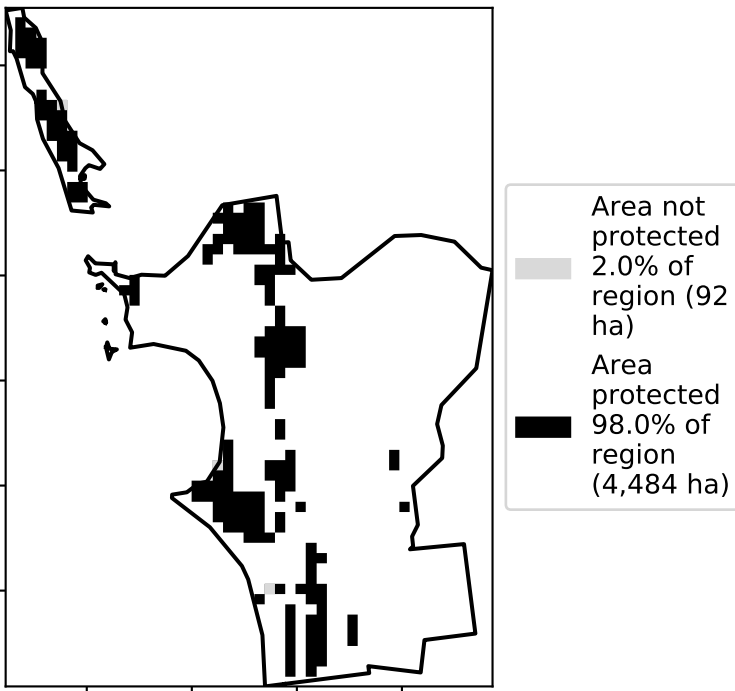 Area not
protected
2.0% of
region (92
ha)
Area
protected
98.0% of
region
(4,484 ha)